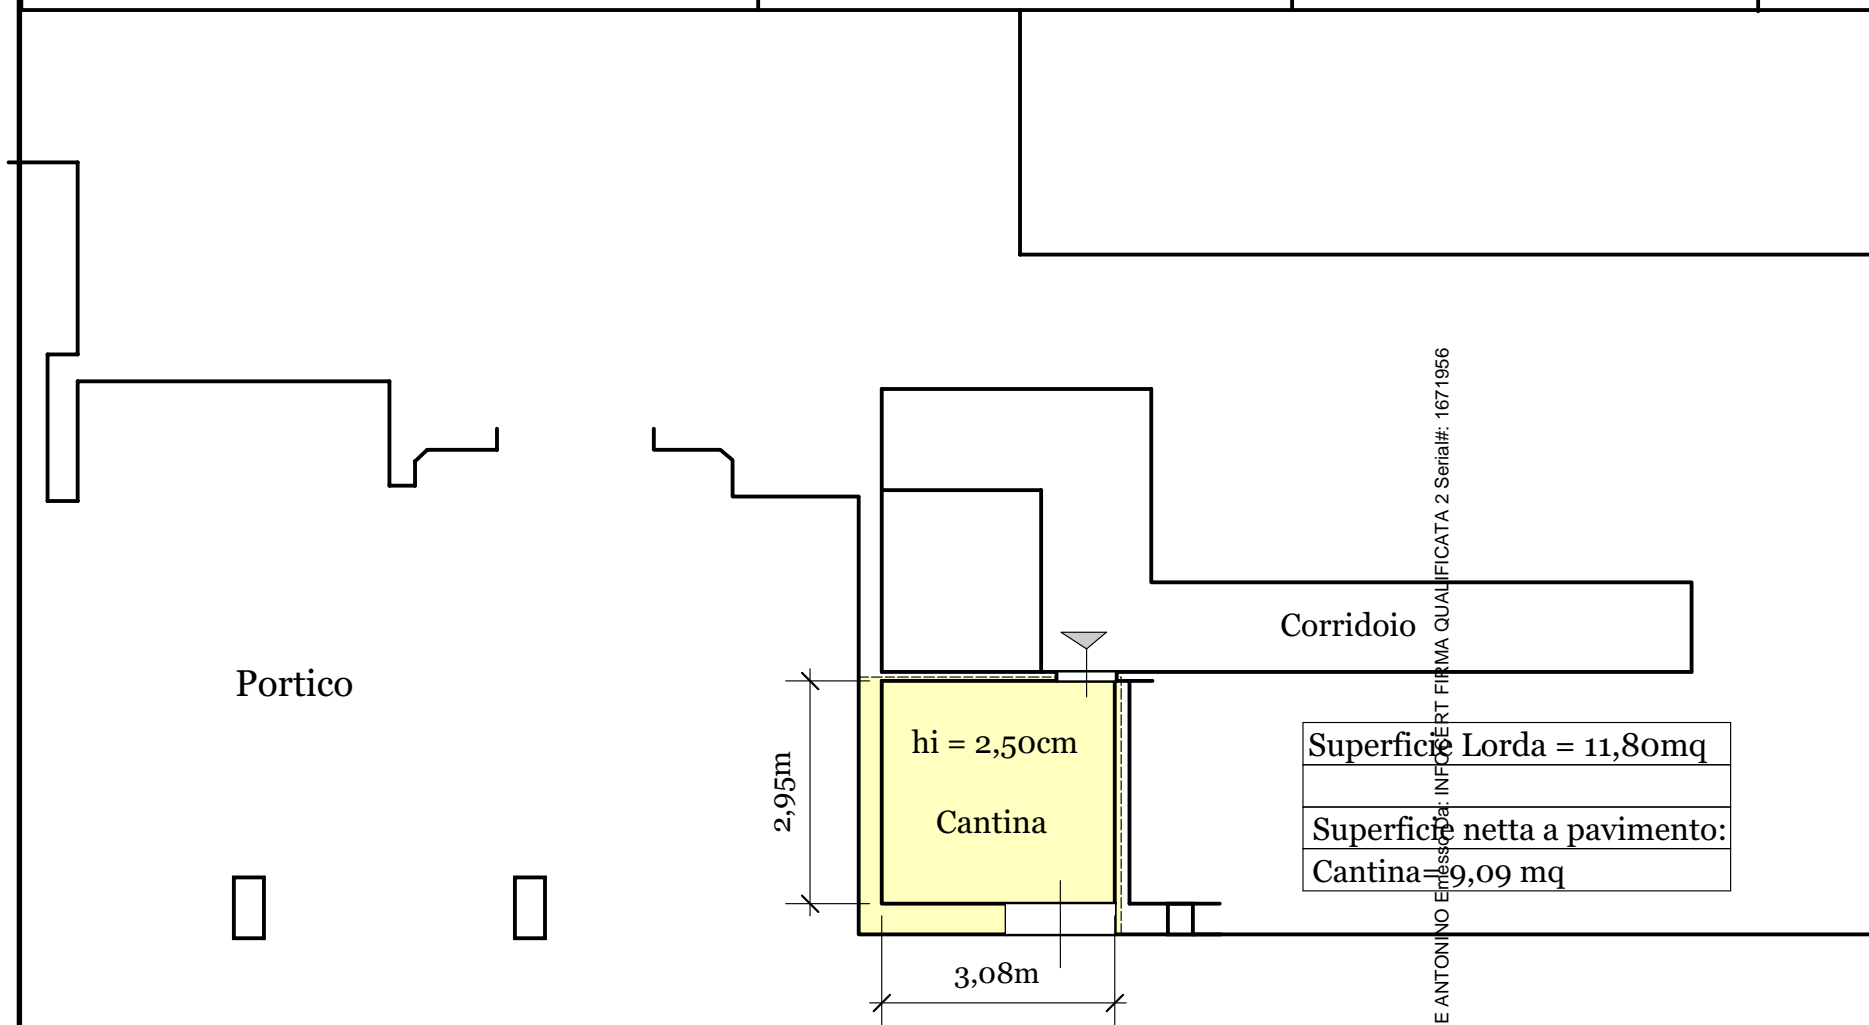 Corridoio
Portico
hi = 2,50cm
Cantina
2,95m
3,08m
Superficie Lorda = 11,80mq
Superficie netta a pavimento:
Cantina= 9,09 mq
E ANTONINO Emesso Da: INFOCERT FIRMA QUALIFICATA 2 Serial#: 1671956